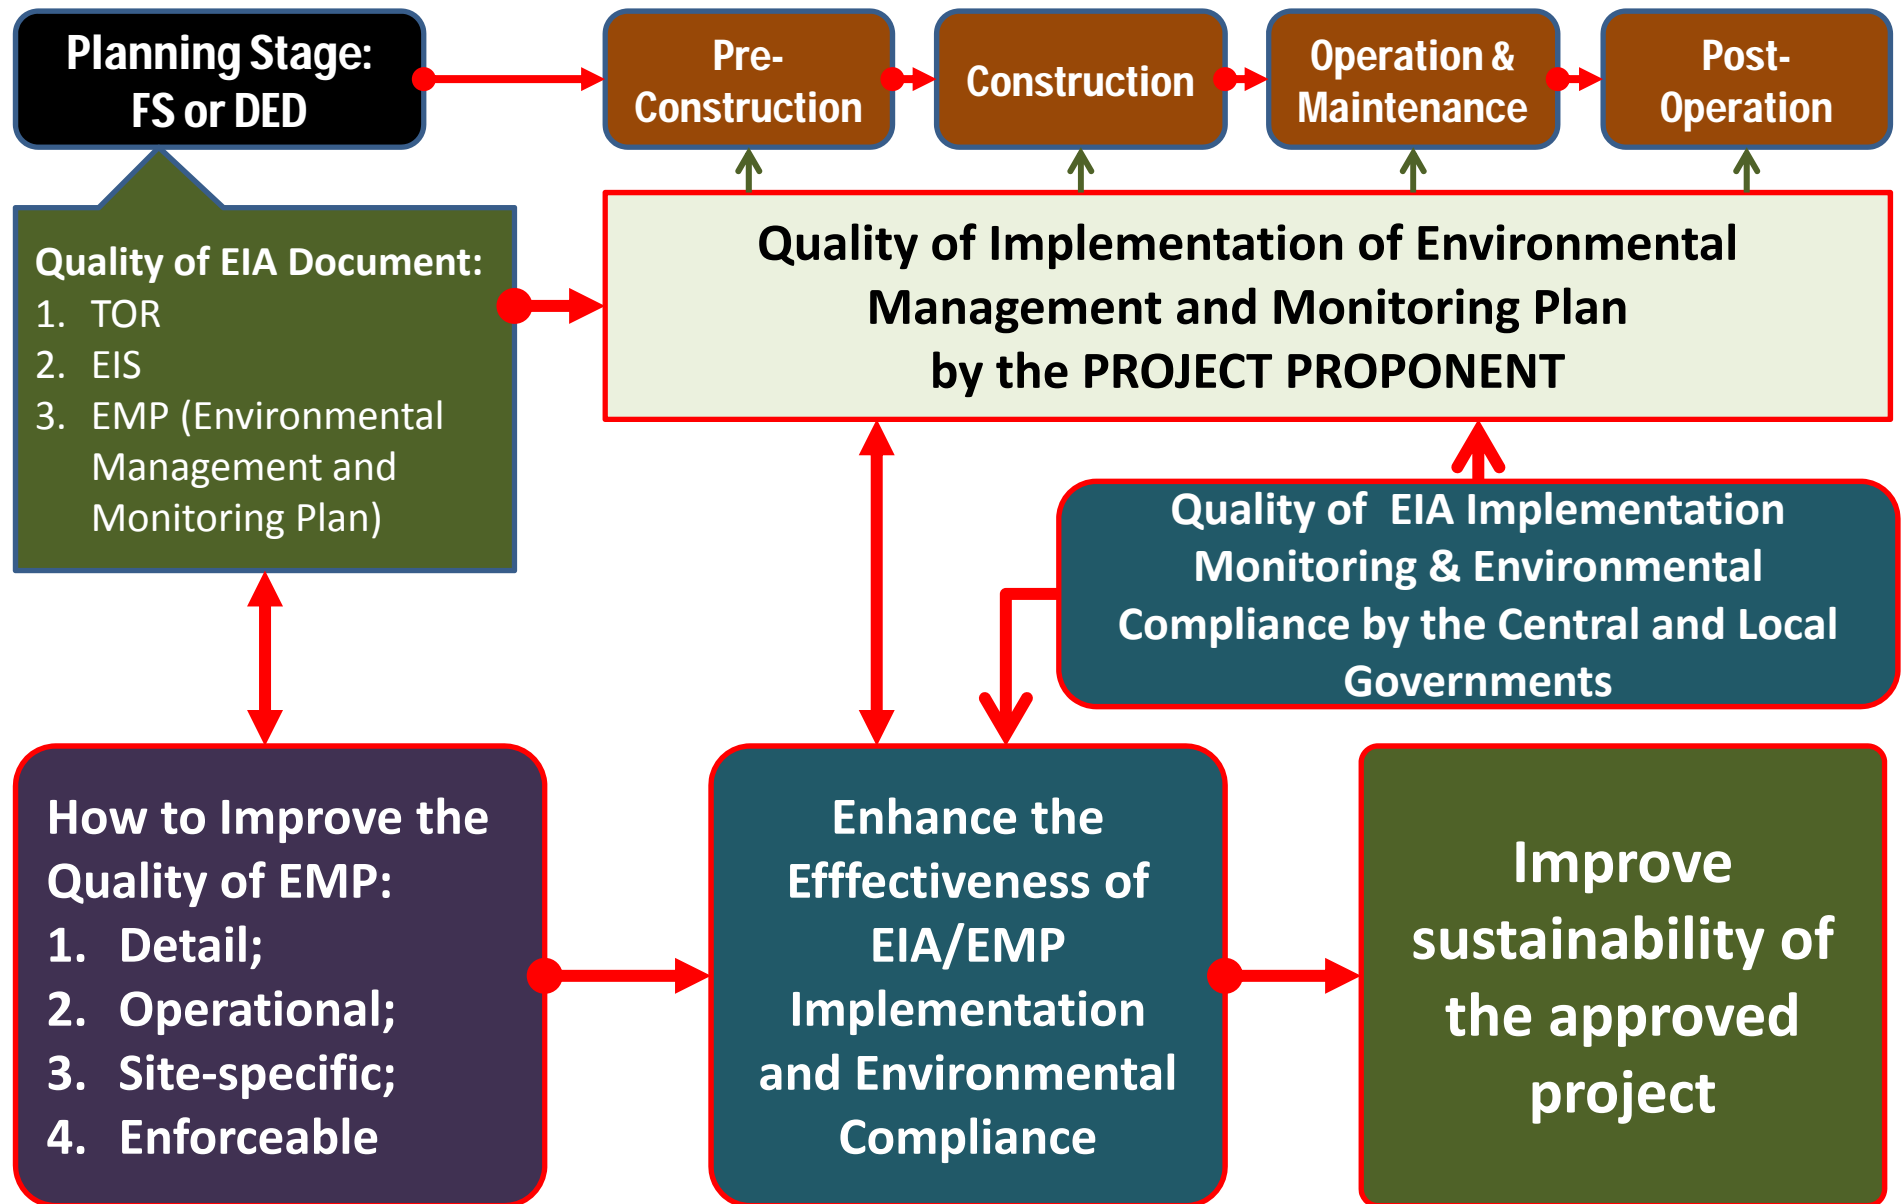 Planning Stage:
FS or DED
Pre-
Construction
Construction
Operation &
Maintenance
Post-
Operation
Quality of EIA Document:
1. TOR
2. EIS
3. EMP (Environmental
Management and
Monitoring Plan)
Quality of Implementation of Environmental
Management and Monitoring Plan
by the PROJECT PROPONENT
Quality of EIA Implementation
Monitoring & Environmental
Compliance by the Central and Local
Governments
How to Improve the
Quality of EMP:
1. Detail;
2. Operational;
3. Site-specific;
4. Enforceable
Enhance the
Efffectiveness of
EIA/EMP
Implementation
and Environmental
Compliance
Improve
sustainability of
the approved
project